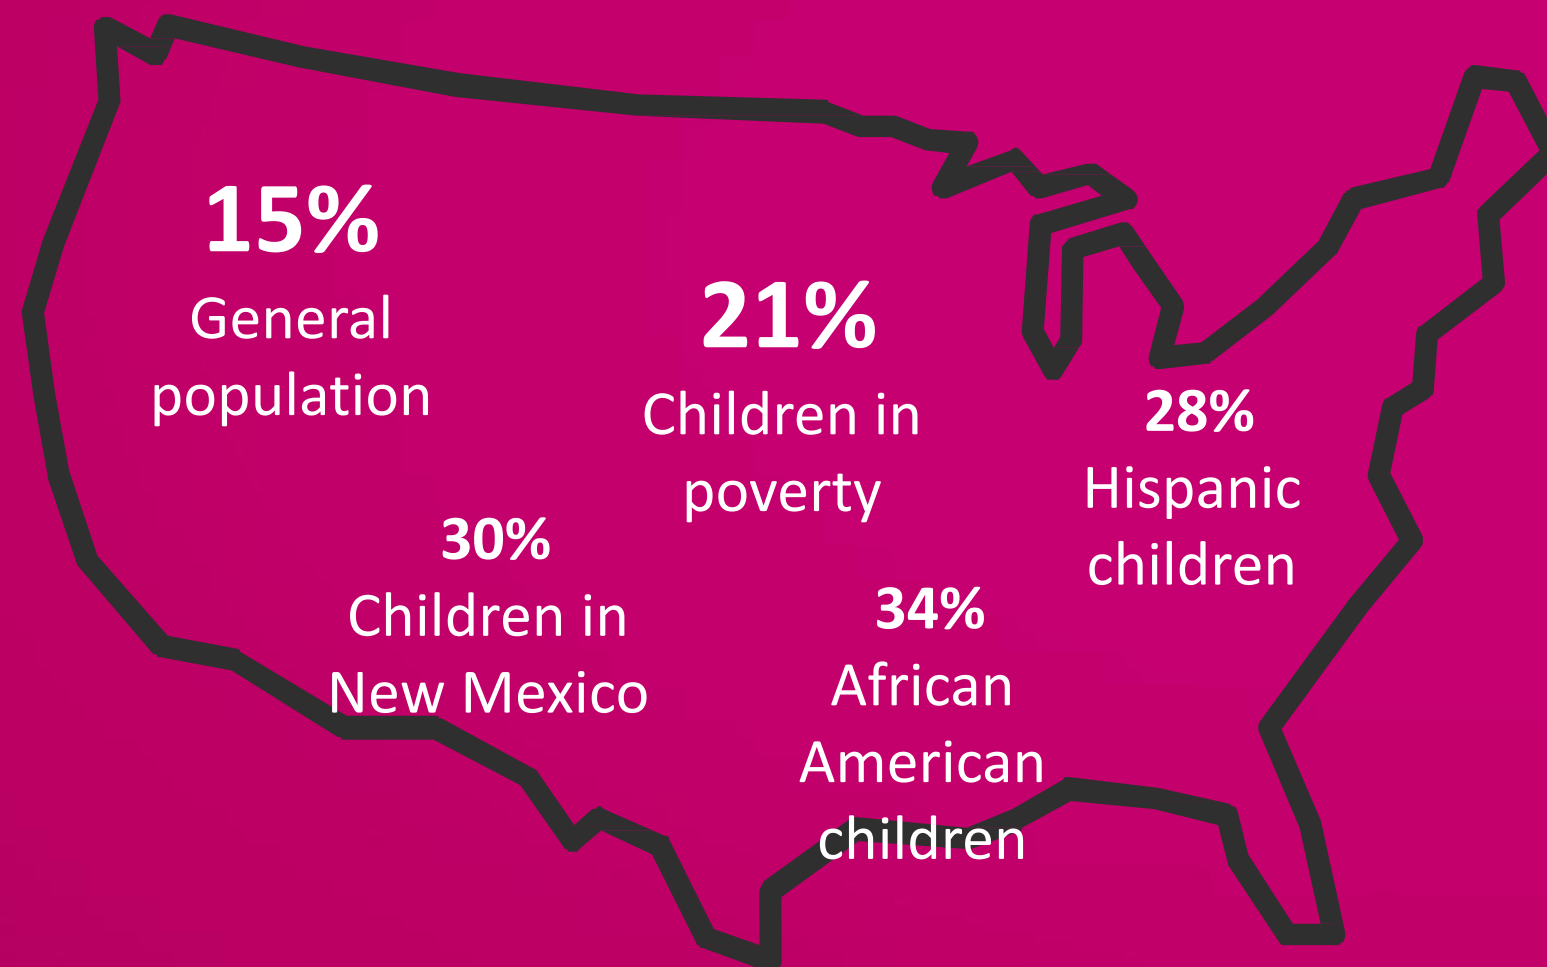 15%
General
population
21%
Children in
poverty
28%
Hispanic
children
30%
Children in
New Mexico
34%
African
American
children